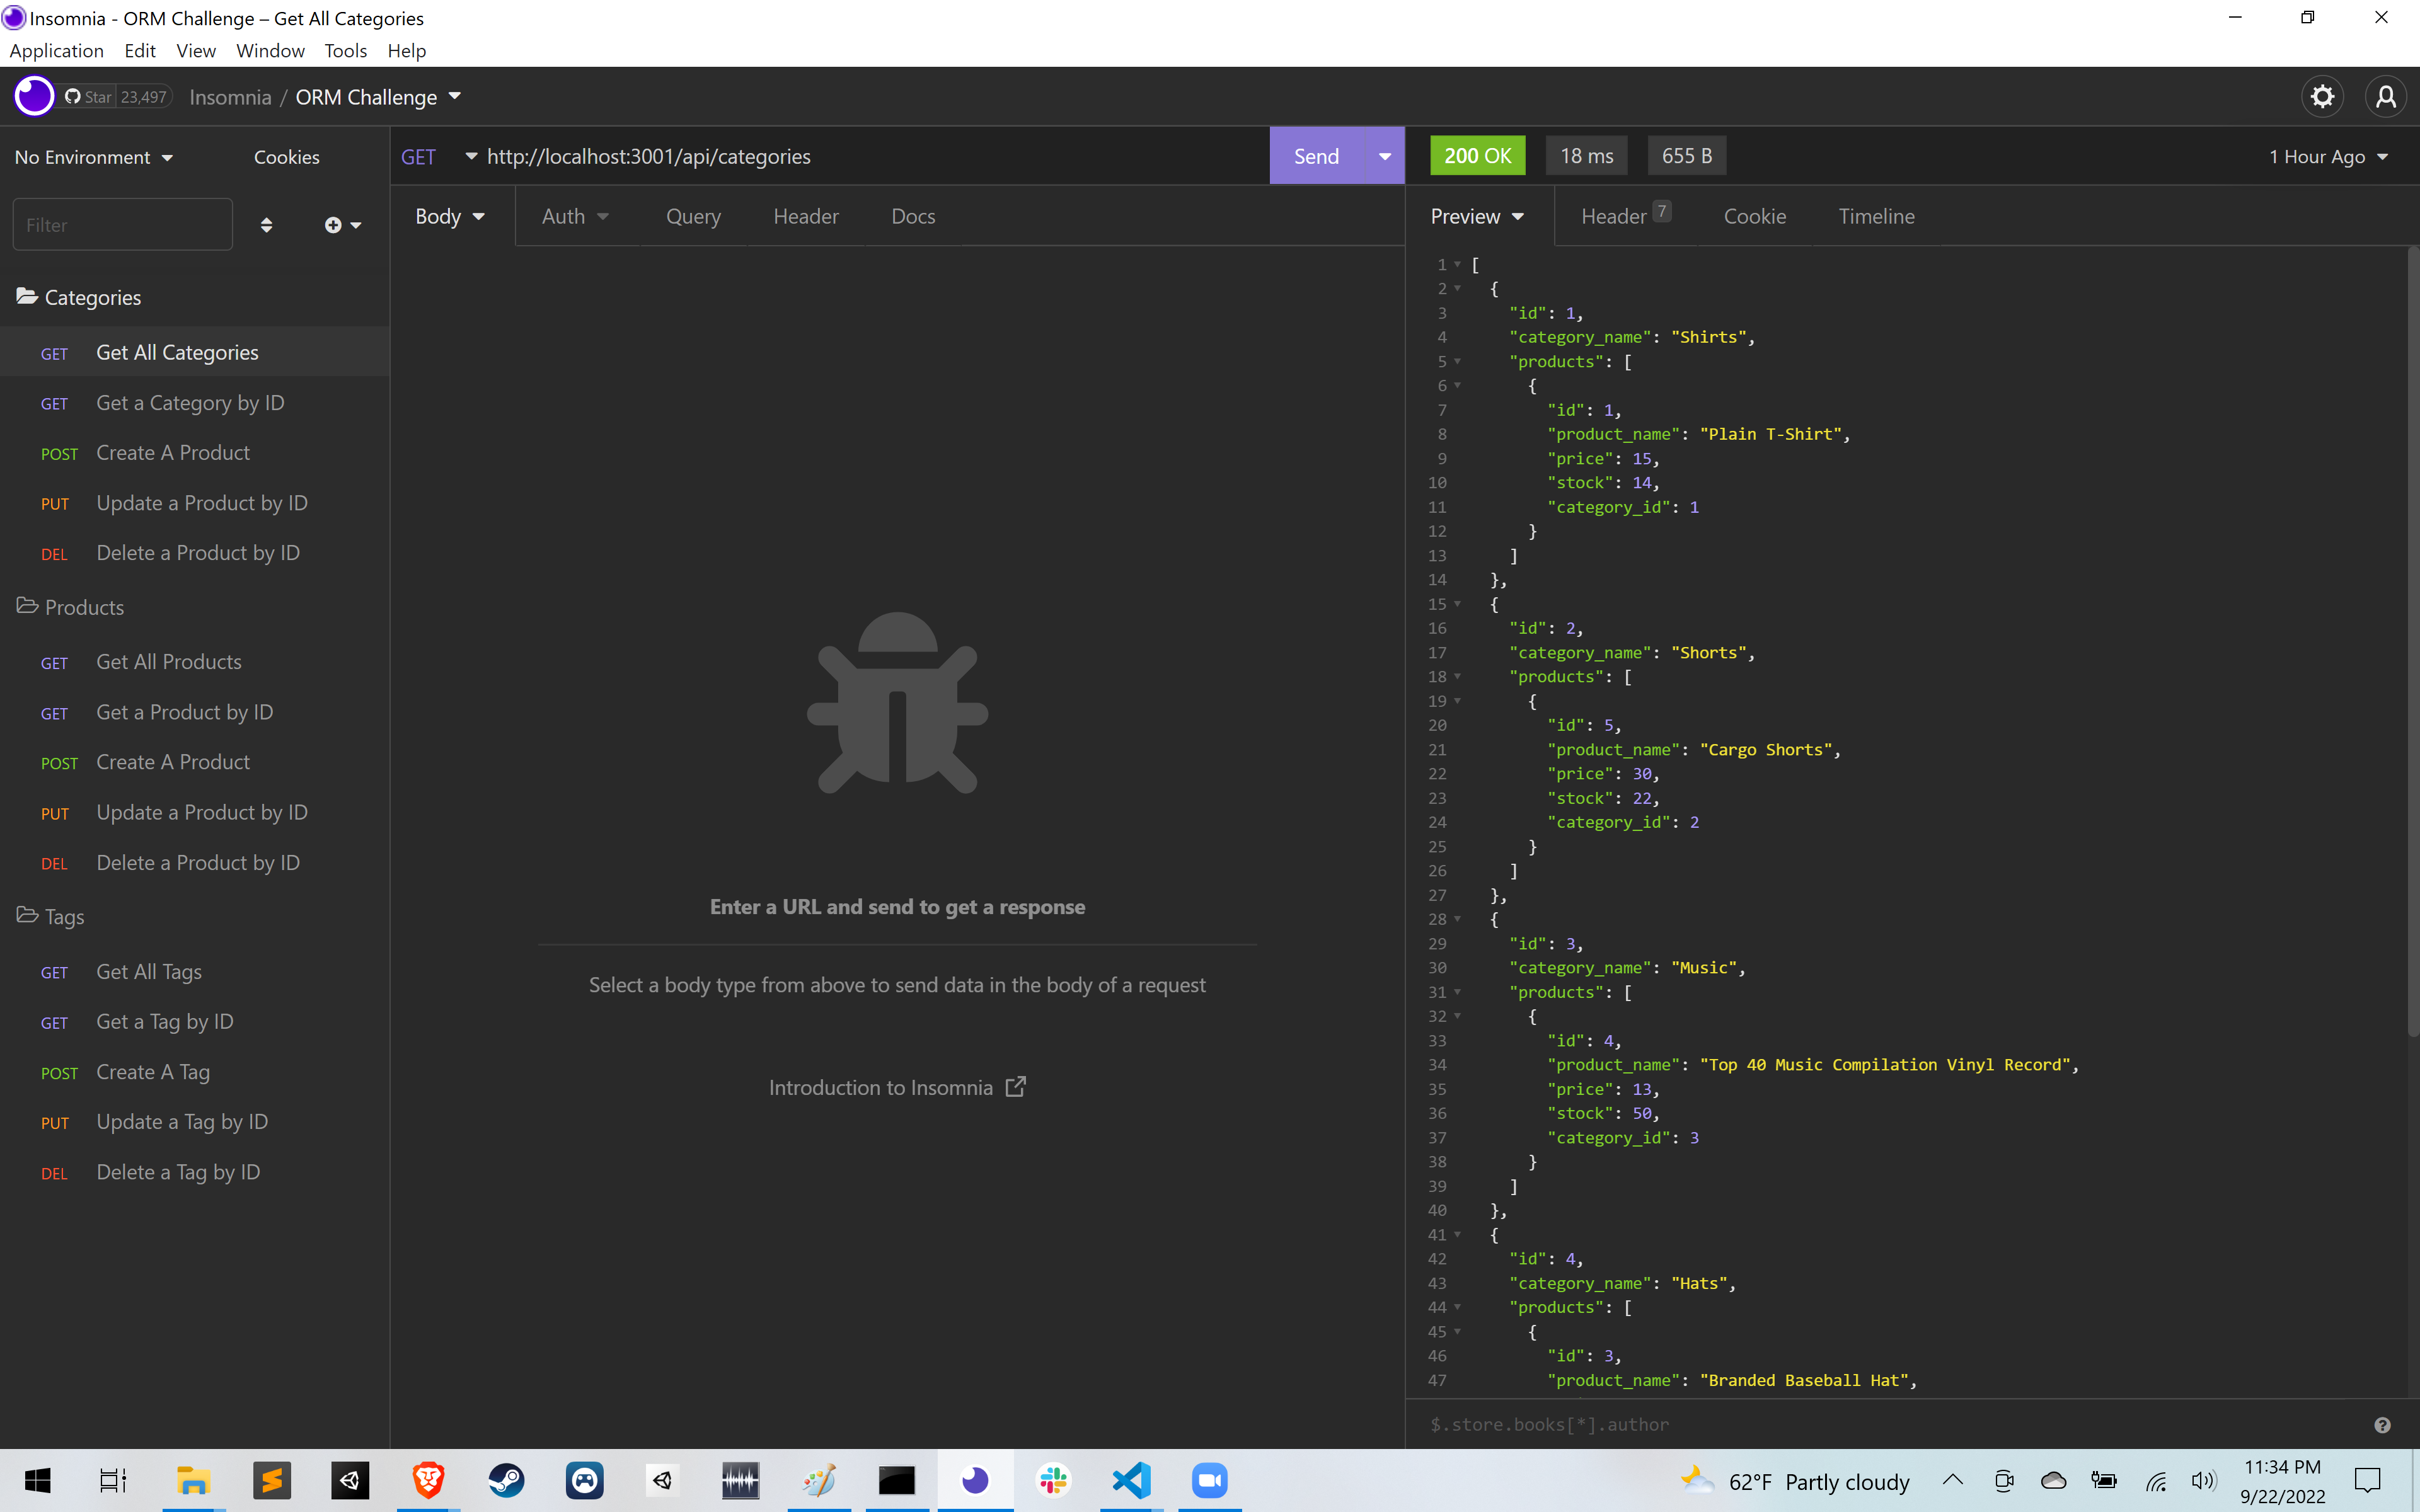 Insomnia - ORM Challenge – Get All Categories
Application Edit View Window Tools Help
Star 23,497 Insomnia / ORM Challenge
No Environment Cookies
GET http://localhost:3001/api/categories Send
200 OK 18 ms 655 B 1 Hour Ago
Filter
Body Auth Query Header Docs
Preview Header 7 Cookie Timeline
Categories
GET Get All Categories
GET Get a Category by ID
POST Create A Product
PUT Update a Product by ID
DEL Delete a Product by ID
Products
GET Get All Products
GET Get a Product by ID
POST Create A Product
PUT Update a Product by ID
DEL Delete a Product by ID
Tags
GET Get All Tags
GET Get a Tag by ID
POST Create A Tag
PUT Update a Tag by ID
DEL Delete a Tag by ID
Enter a URL and send to get a response
Select a body type from above to send data in the body of a request
Introduction to Insomnia
1 [
2 {
3 "id": 1,
4 "category_name": "Shirts",
5 "products": [
6 {
7 "id": 1,
8 "product_name": "Plain T-Shirt",
9 "price": 15,
10 "stock": 14,
11 "category_id": 1
12 }
13 ]
14 },
15 {
16 "id": 2,
17 "category_name": "Shorts",
18 "products": [
19 {
20 "id": 5,
21 "product_name": "Cargo Shorts",
22 "price": 30,
23 "stock": 22,
24 "category_id": 2
25 }
26 ]
27 },
28 {
29 "id": 3,
30 "category_name": "Music",
31 "products": [
32 {
33 "id": 4,
34 "product_name": "Top 40 Music Compilation Vinyl Record",
35 "price": 13,
36 "stock": 50,
37 "category_id": 3
38 }
39 ]
40 },
41 {
42 "id": 4,
43 "category_name": "Hats",
44 "products": [
45 {
46 "id": 3,
47 "product_name": "Branded Baseball Hat",
$.store.books[*].author
62°F Partly cloudy
11:34 PM
9/22/2022